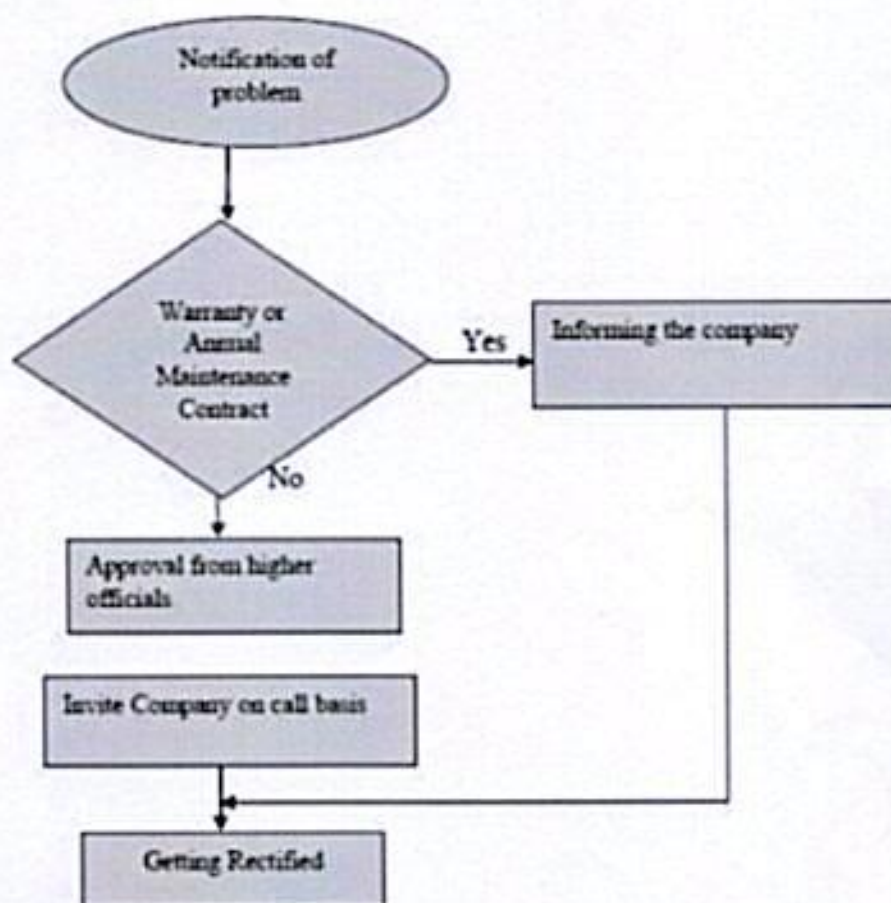 Notification of
problem
Warranty or
Annual
Maintenance
Contract
Yes
Informing the company
No
Approval from higher
officials
Invite Company on call basis
Getting Rectified